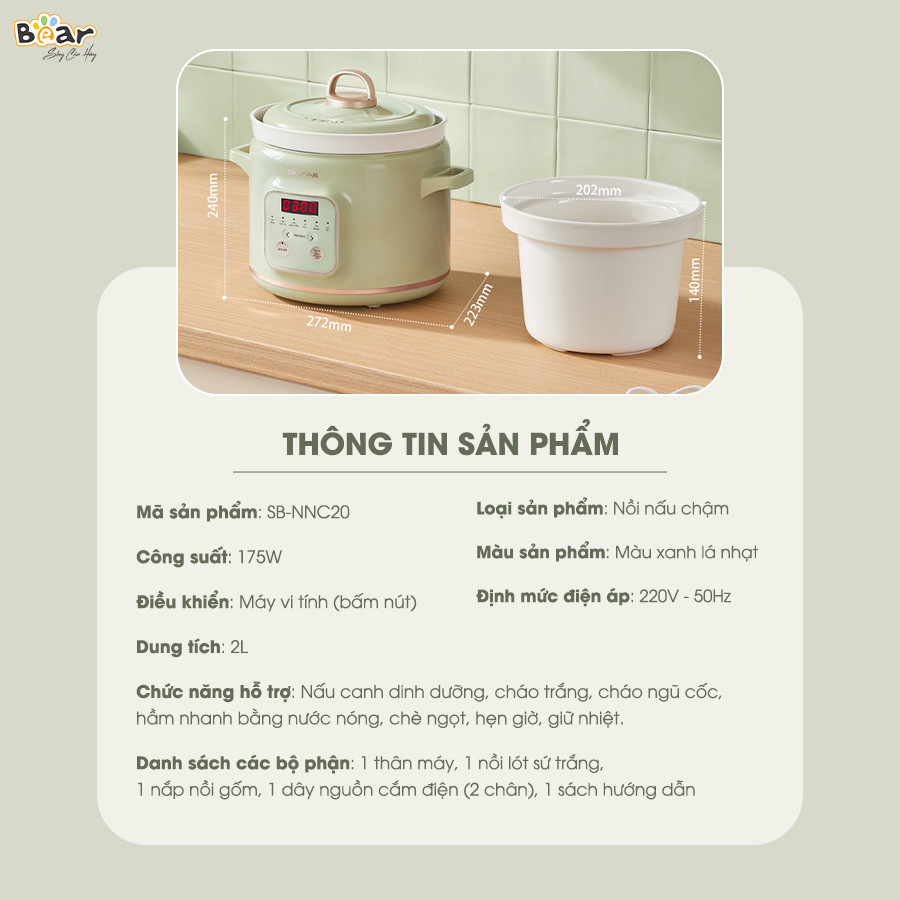 Bear
Sống Cân Hứng
240mm
272mm
223mm
202mm
140mm
THÔNG TIN SẢN PHẨM
Mã sản phẩm: SB-NNC20
Công suất: 175W
Điều khiển: Máy vi tính (bấm nút)
Dung tích: 2L
Loại sản phẩm: Nồi nấu chậm
Màu sản phẩm: Màu xanh lá nhạt
Định mức điện áp: 220V - 50Hz
Chức năng hỗ trợ: Nấu canh dinh dưỡng, cháo trắng, cháo ngũ cốc,
hầm nhanh bằng nước nóng, chè ngọt, hẹn giờ, giữ nhiệt.
Danh sách các bộ phận: 1 thân máy, 1 nồi lót sứ trắng,
1 nắp nồi gốm, 1 dây nguồn cắm điện (2 chân), 1 sách hướng dẫn